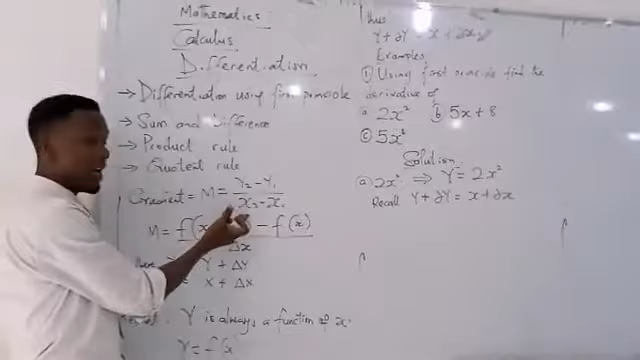 Mathematics
Calculus
Differentiation
→ Differentiation using first principle
→ Sum and Difference
→ Product rule
→ Quotent rule
Gradient = M = Y₂ - Y₁ / x₂ - x₁
M = f(x - f(x) / Δx
Y + ΔY
= X + ΔX
Y is always a function of x
Y = f(x
thus
Y + ∂Y = x + ∂x
Examples
① Using first principle find the
derivative of
a 2x² ⓑ 5x + 8
ⓒ 5x³
Solution
ⓐ 2x² ⇒ Y = 2x²
Recall Y + ∂Y = x + ∂x